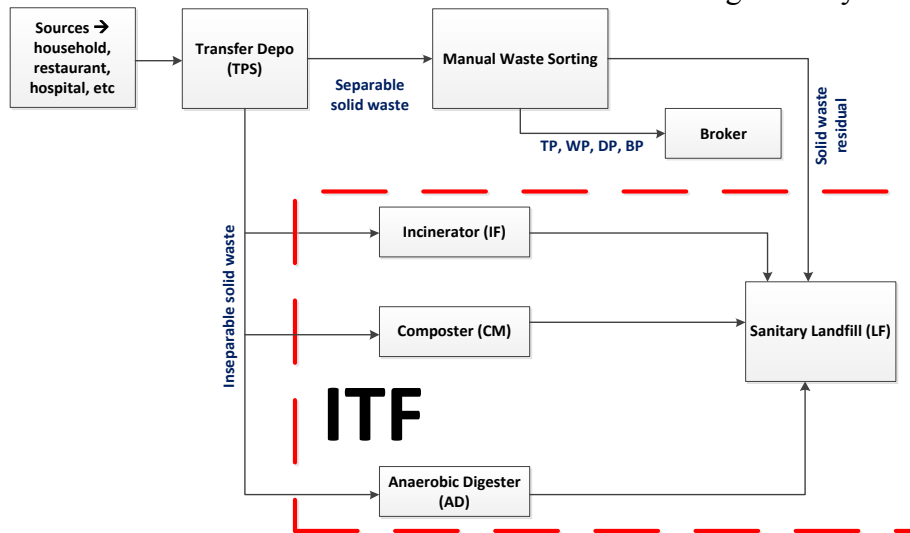 Sources →
household,
restaurant,
hospital, etc
Transfer Depo
(TPS)
Separable
solid waste
Manual Waste Sorting
TP, WP, DP, BP
Broker
Solid waste
residual
Inseparable solid waste
Incinerator (IF)
Composter (CM)
Sanitary Landfill (LF)
ITF
Anaerobic Digester
(AD)